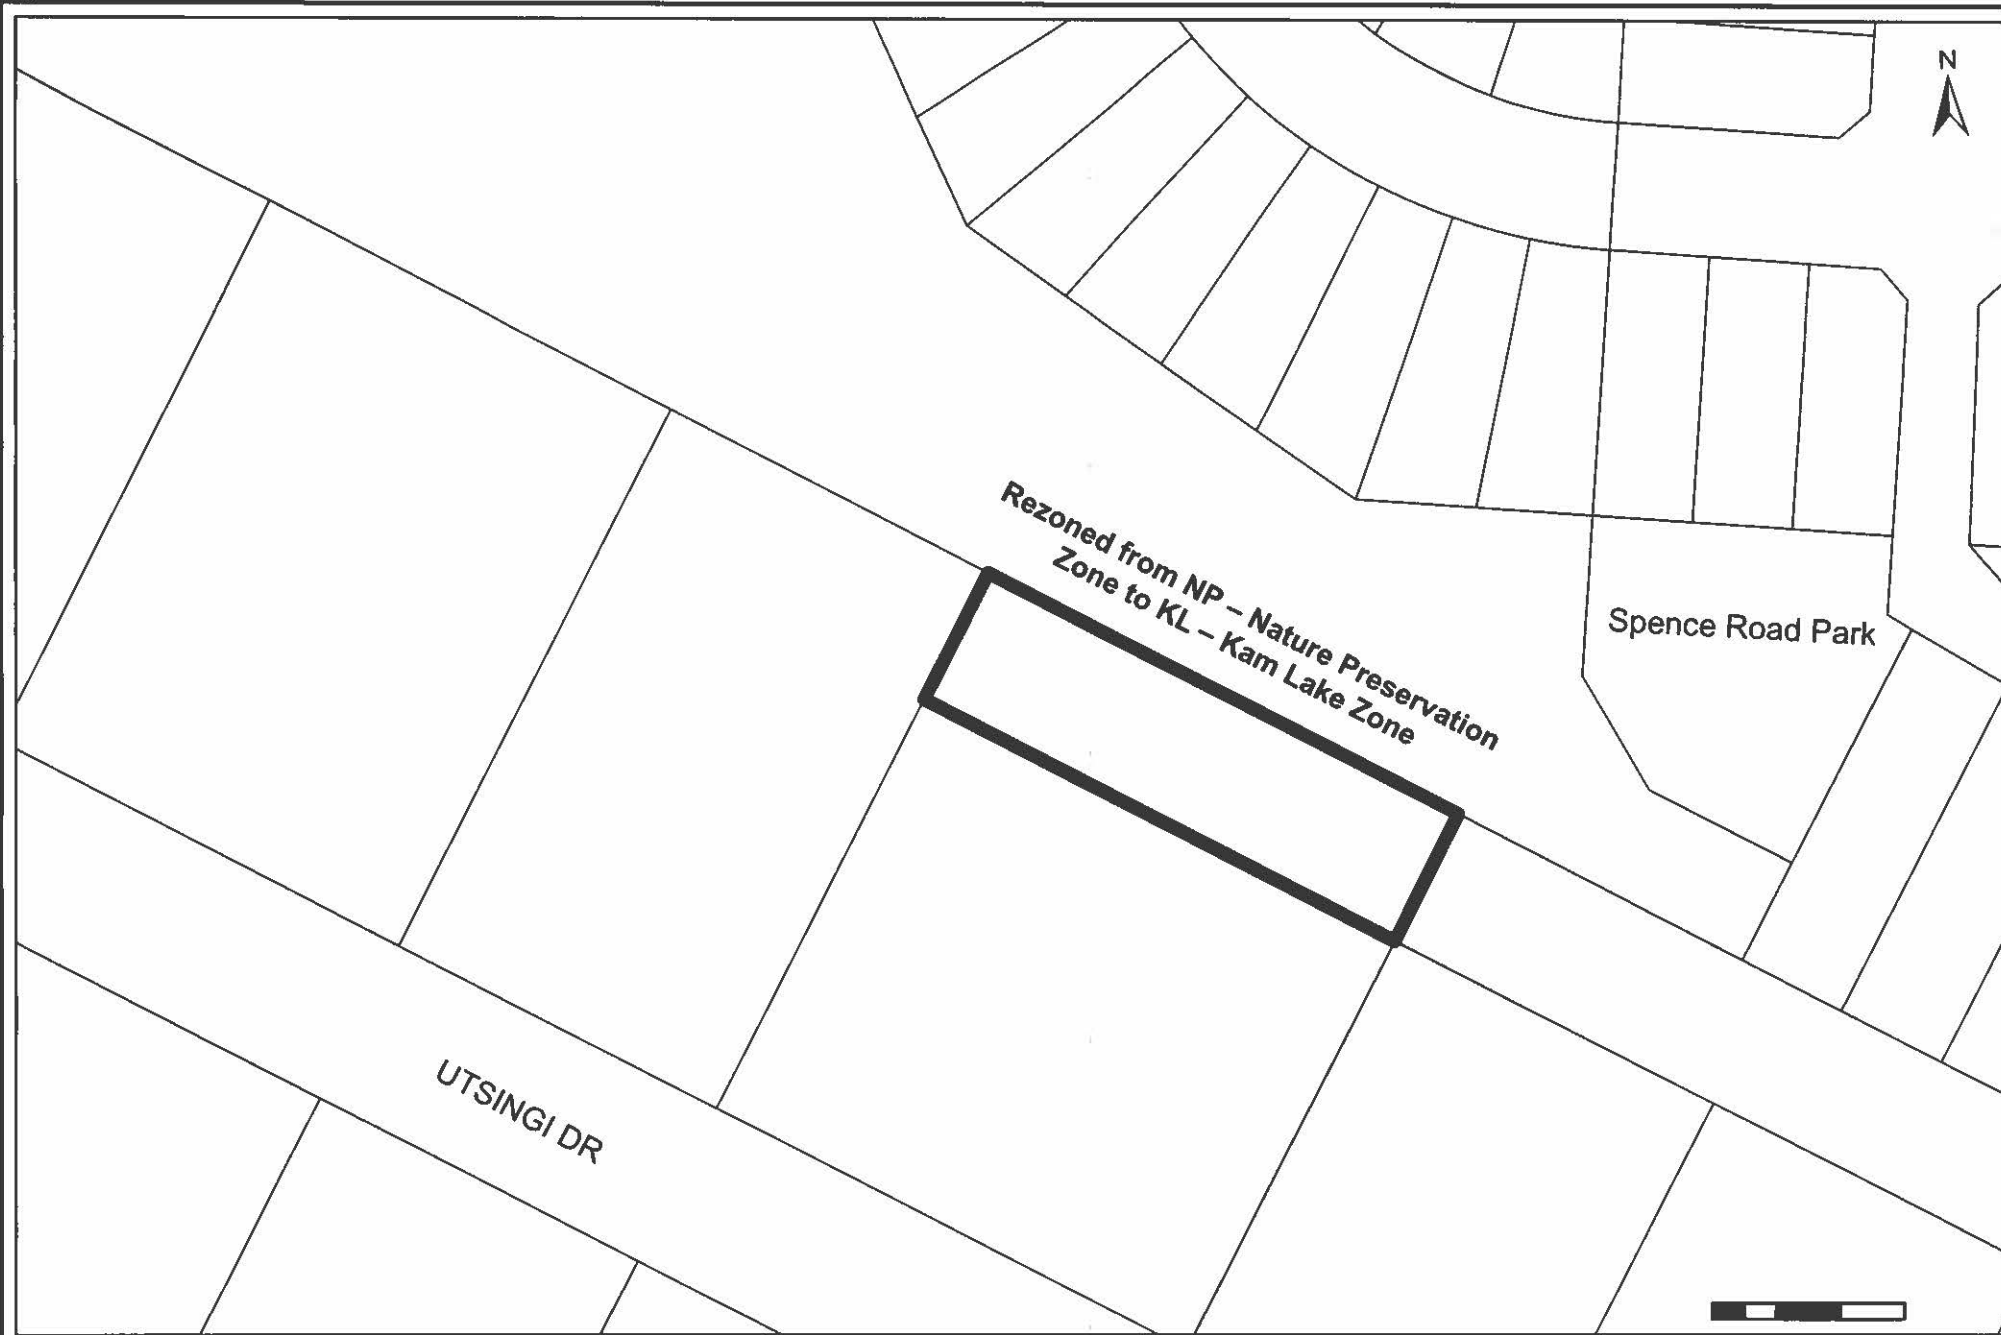 N
Rezoned from NP – Nature Preservation
Zone to KL – Kam Lake Zone
Spence Road Park
UTSINGI DR